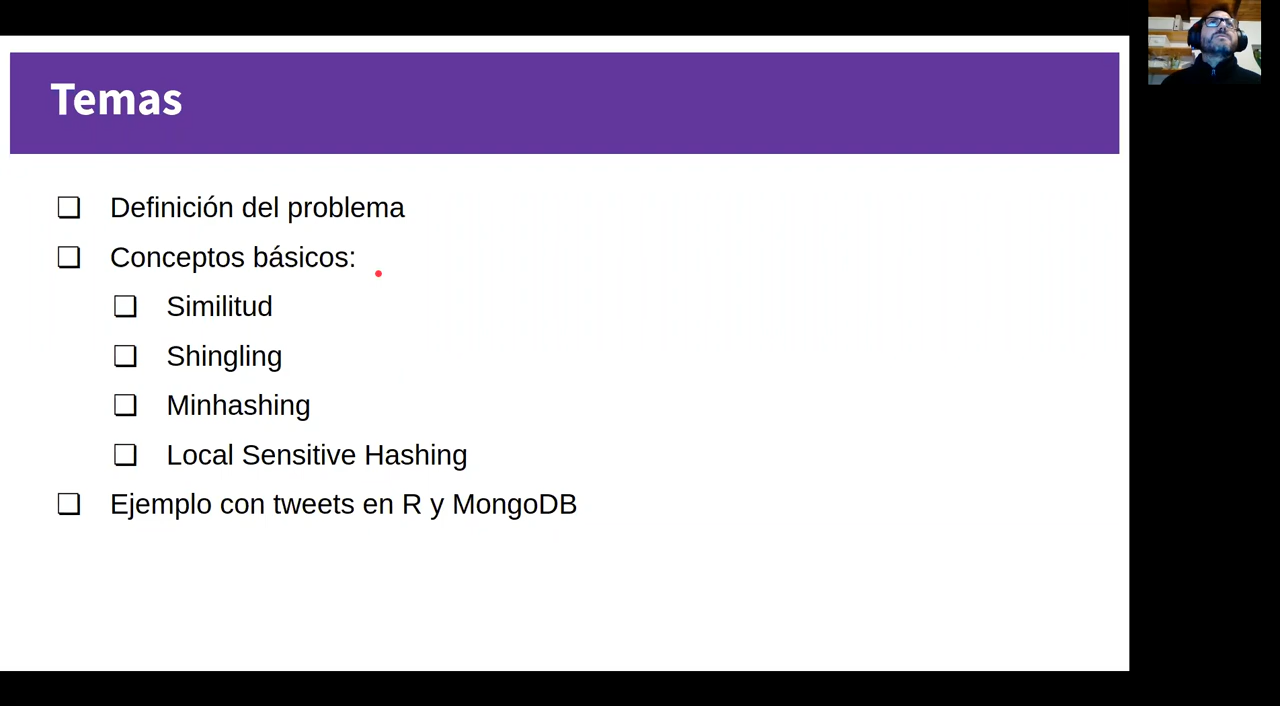 Temas
Definición del problema
Conceptos básicos:
Similitud
Shingling
Minhashing
Local Sensitive Hashing
Ejemplo con tweets en R y MongoDB